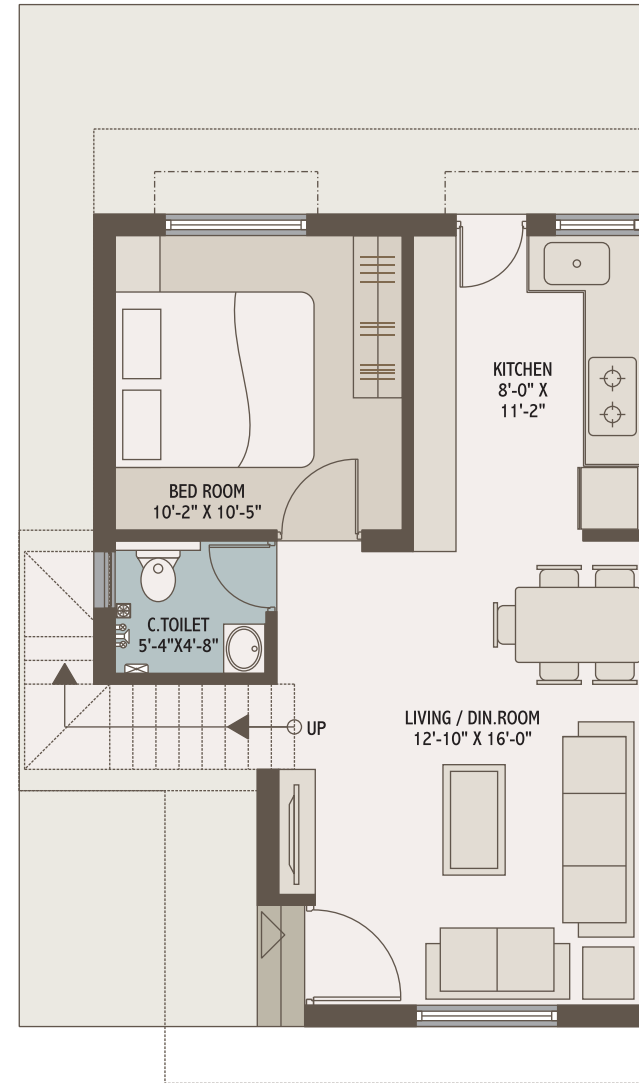 KITCHEN
8'-0" X
11'-2"
BED ROOM
10'-2" X 10'-5"
C.TOILET
5'-4"X4'-8"
UP
LIVING / DIN.ROOM
12'-10" X 16'-0"